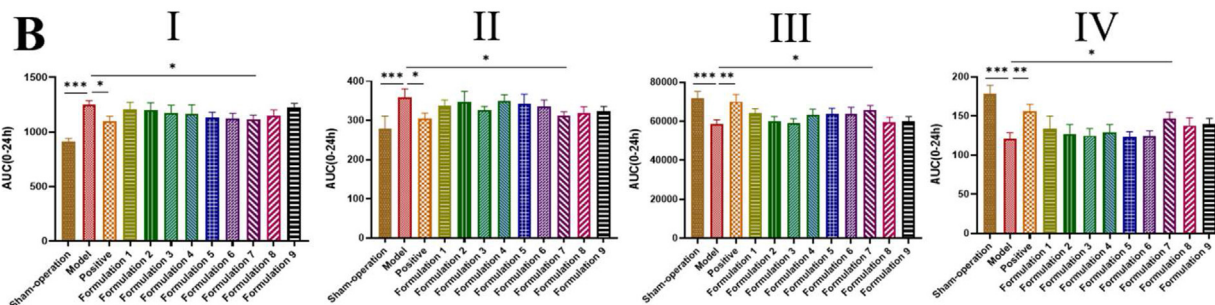 B
I
II
III
IV
AUC(0-24h)
1500
1000
500
0
*** * *
Sham-operation
Model
Positive
Formulation 1
Formulation 2
Formulation 3
Formulation 4
Formulation 5
Formulation 6
Formulation 7
Formulation 8
Formulation 9
AUC(0-24h)
400
300
200
100
0
*** * *
Sham-operation
Model
Positive
Formulation 1
Formulation 2
Formulation 3
Formulation 4
Formulation 5
Formulation 6
Formulation 7
Formulation 8
Formulation 9
AUC(0-24h)
80000
60000
40000
20000
0
*** ** *
Sham-operation
Model
Positive
Formulation 1
Formulation 2
Formulation 3
Formulation 4
Formulation 5
Formulation 6
Formulation 7
Formulation 8
Formulation 9
AUC(0-24h)
200
150
100
50
0
*** ** *
Sham-operation
Model
Positive
Formulation 1
Formulation 2
Formulation 3
Formulation 4
Formulation 5
Formulation 6
Formulation 7
Formulation 8
Formulation 9